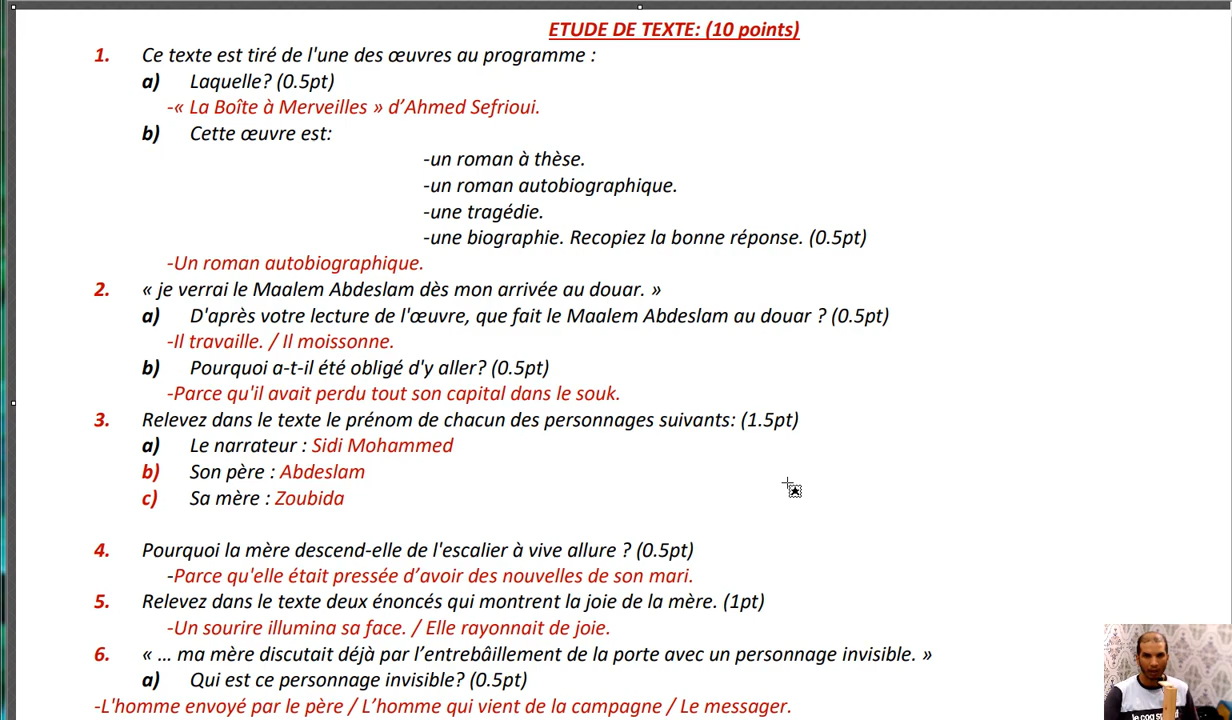 ETUDE DE TEXTE: (10 points)
1. Ce texte est tiré de l'une des œuvres au programme :
a) Laquelle? (0.5pt)
-« La Boîte à Merveilles » d’Ahmed Sefrioui.
b) Cette œuvre est:
-un roman à thèse.
-un roman autobiographique.
-une tragédie.
-une biographie. Recopiez la bonne réponse. (0.5pt)
-Un roman autobiographique.
2. « je verrai le Maalem Abdeslam dès mon arrivée au douar. »
a) D'après votre lecture de l'œuvre, que fait le Maalem Abdeslam au douar ? (0.5pt)
-Il travaille. / Il moissonne.
b) Pourquoi a-t-il été obligé d'y aller? (0.5pt)
-Parce qu'il avait perdu tout son capital dans le souk.
3. Relevez dans le texte le prénom de chacun des personnages suivants: (1.5pt)
a) Le narrateur : Sidi Mohammed
b) Son père : Abdeslam
c) Sa mère : Zoubida
4. Pourquoi la mère descend-elle de l'escalier à vive allure ? (0.5pt)
-Parce qu'elle était pressée d’avoir des nouvelles de son mari.
5. Relevez dans le texte deux énoncés qui montrent la joie de la mère. (1pt)
-Un sourire illumina sa face. / Elle rayonnait de joie.
6. « … ma mère discutait déjà par l’entrebâillement de la porte avec un personnage invisible. »
a) Qui est ce personnage invisible? (0.5pt)
-L'homme envoyé par le père / L’homme qui vient de la campagne / Le messager.
le coq